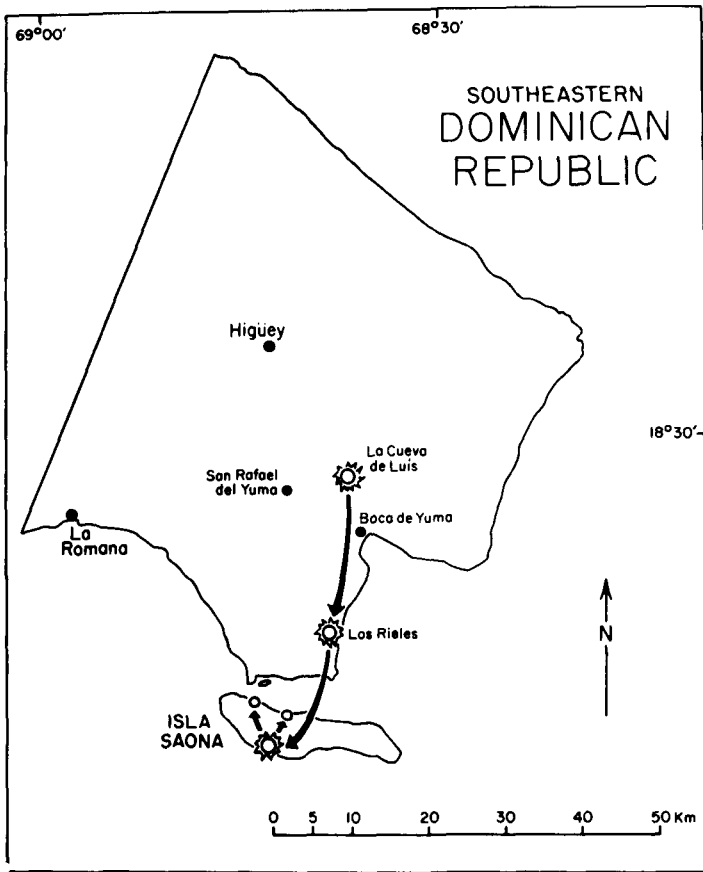 69°00'
68°30'
SOUTHEASTERN
DOMINICAN
REPUBLIC
Higüey
18°30'
La Cueva
de Luis
San Rafael
del Yuma
Boca de Yuma
La
Romana
Los Rieles
N
ISLA
SAONA
0 5 10 20 30 40 50 Km